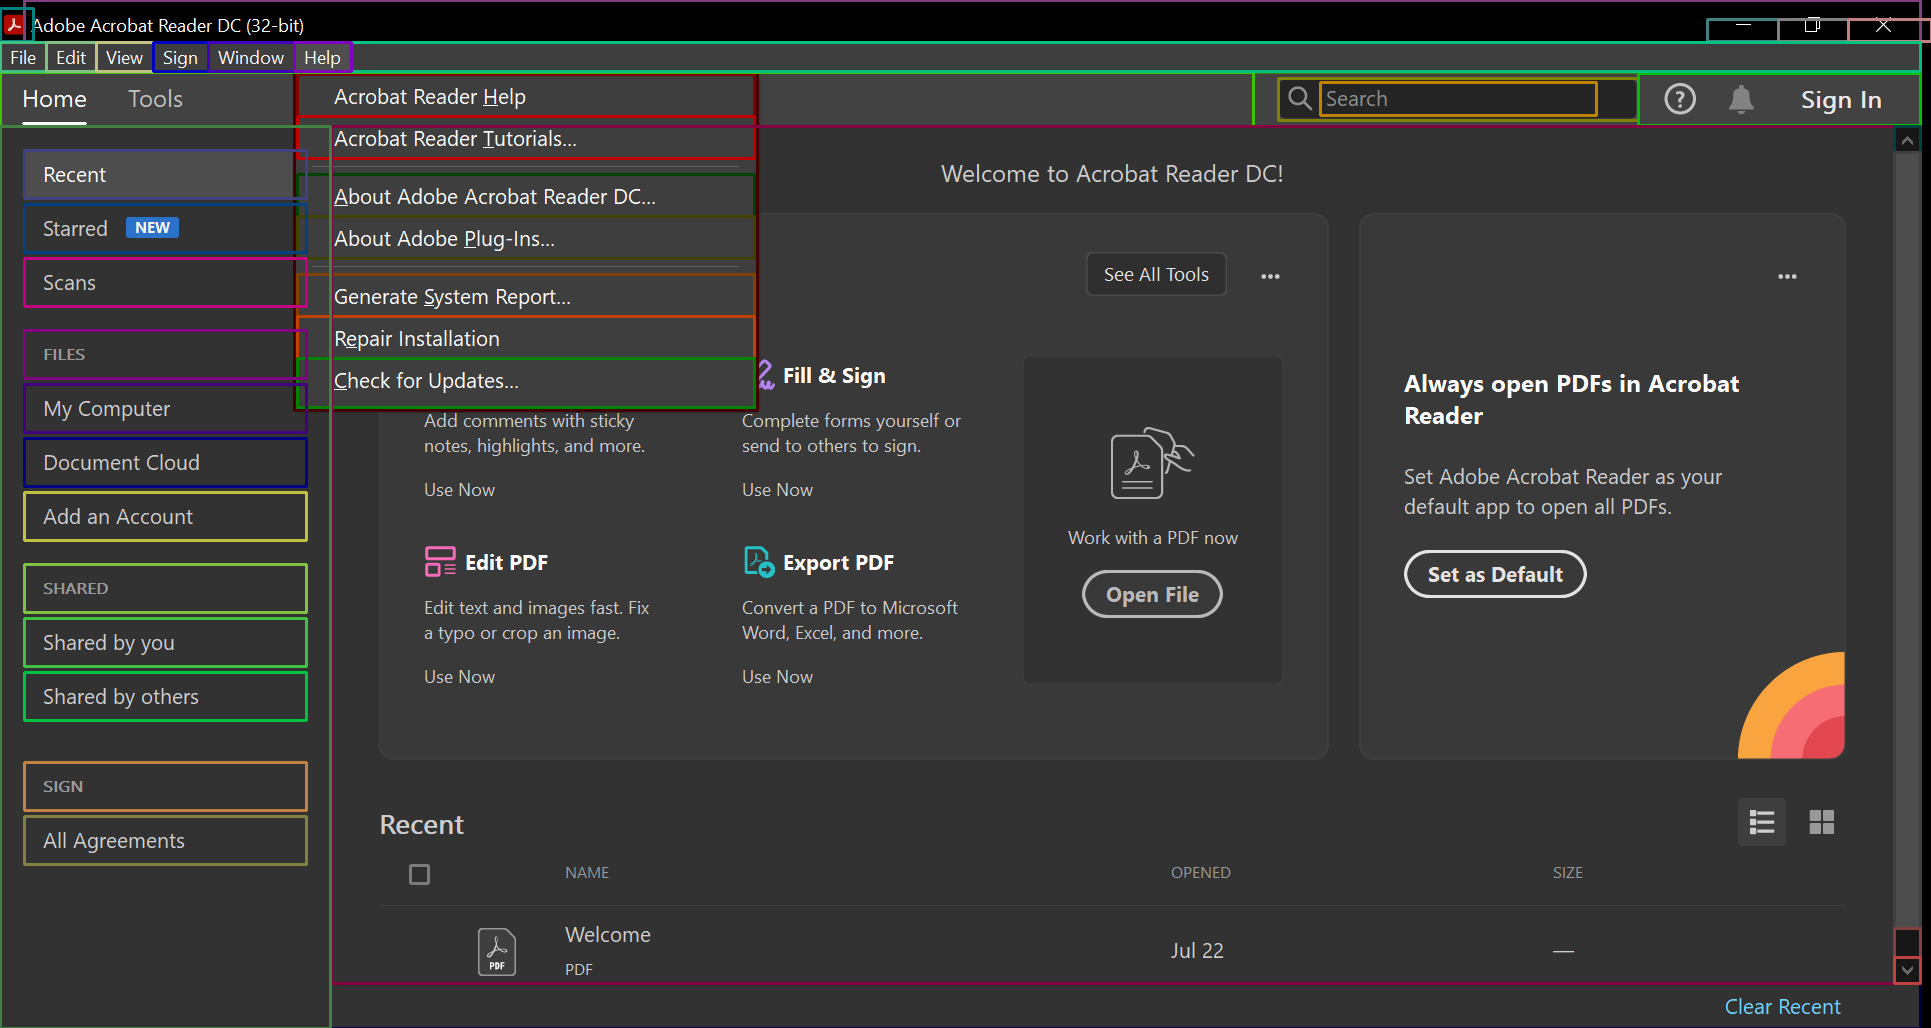 Adobe Acrobat Reader DC (32-bit)
File Edit View Sign Window Help
Home Tools
Search
Sign In
Acrobat Reader Help
Acrobat Reader Tutorials...
About Adobe Acrobat Reader DC...
About Adobe Plug-Ins...
Generate System Report...
Repair Installation
Check for Updates...
Recent
Starred NEW
Scans
FILES
My Computer
Document Cloud
Add an Account
SHARED
Shared by you
Shared by others
SIGN
All Agreements
Welcome to Acrobat Reader DC!
See All Tools
Add comments with sticky
notes, highlights, and more.
Use Now
Fill & Sign
Complete forms yourself or
send to others to sign.
Use Now
Edit PDF
Edit text and images fast. Fix
a typo or crop an image.
Use Now
Export PDF
Convert a PDF to Microsoft
Word, Excel, and more.
Use Now
Work with a PDF now
Open File
Always open PDFs in Acrobat
Reader
Set Adobe Acrobat Reader as your
default app to open all PDFs.
Set as Default
Recent
NAME OPENED SIZE
PDF
Welcome Jul 22 —
PDF
Clear Recent